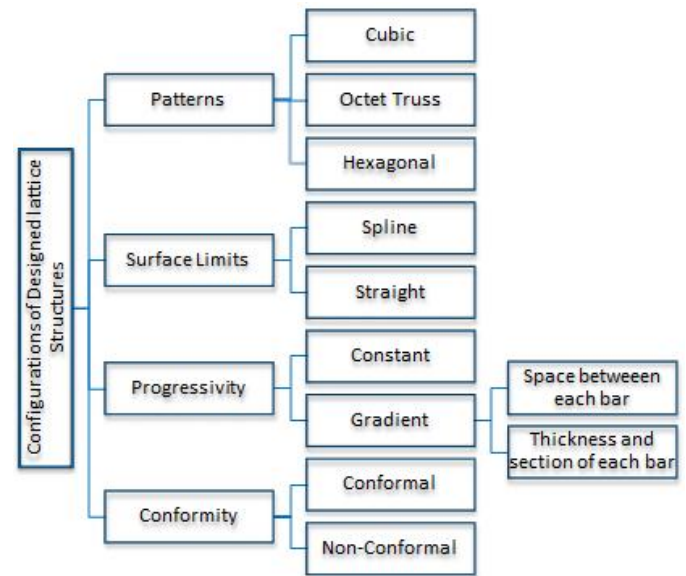 Configurations of Designed lattice
Structures
Patterns
Cubic
Octet Truss
Hexagonal
Surface Limits
Spline
Straight
Progressivity
Constant
Gradient
Space betweeen
each bar
Thickness and
section of each bar
Conformity
Conformal
Non-Conformal